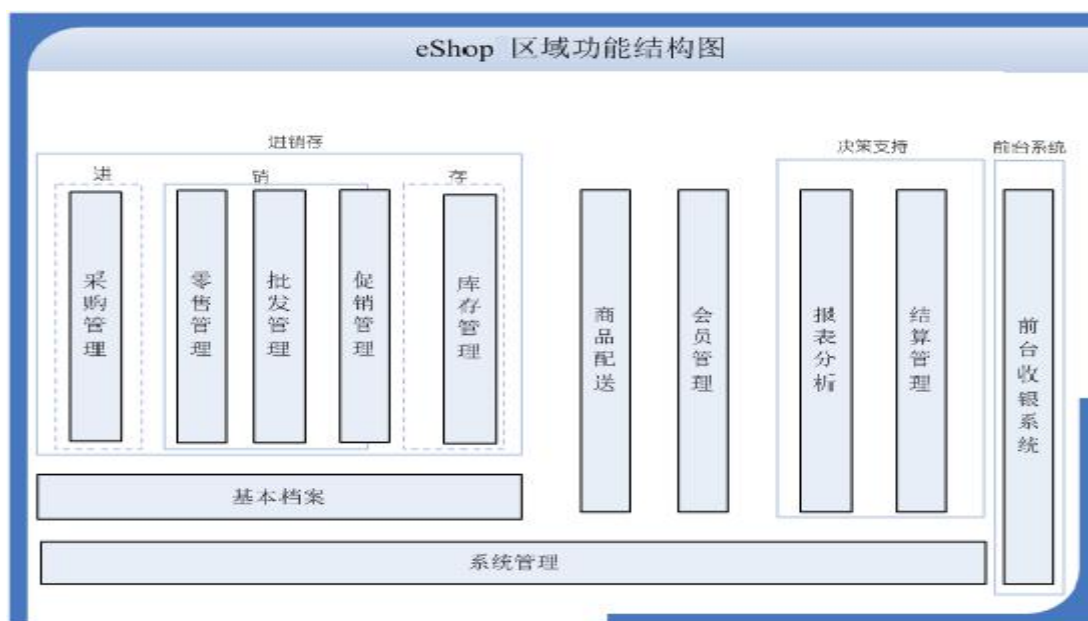 eShop 区域功能结构图
进销存
决策支持
前台系统
进
销
存
采购管理
零售管理
批发管理
促销管理
库存管理
商品配送
会员管理
报表分析
结算管理
前台收银系统
基本档案
系统管理